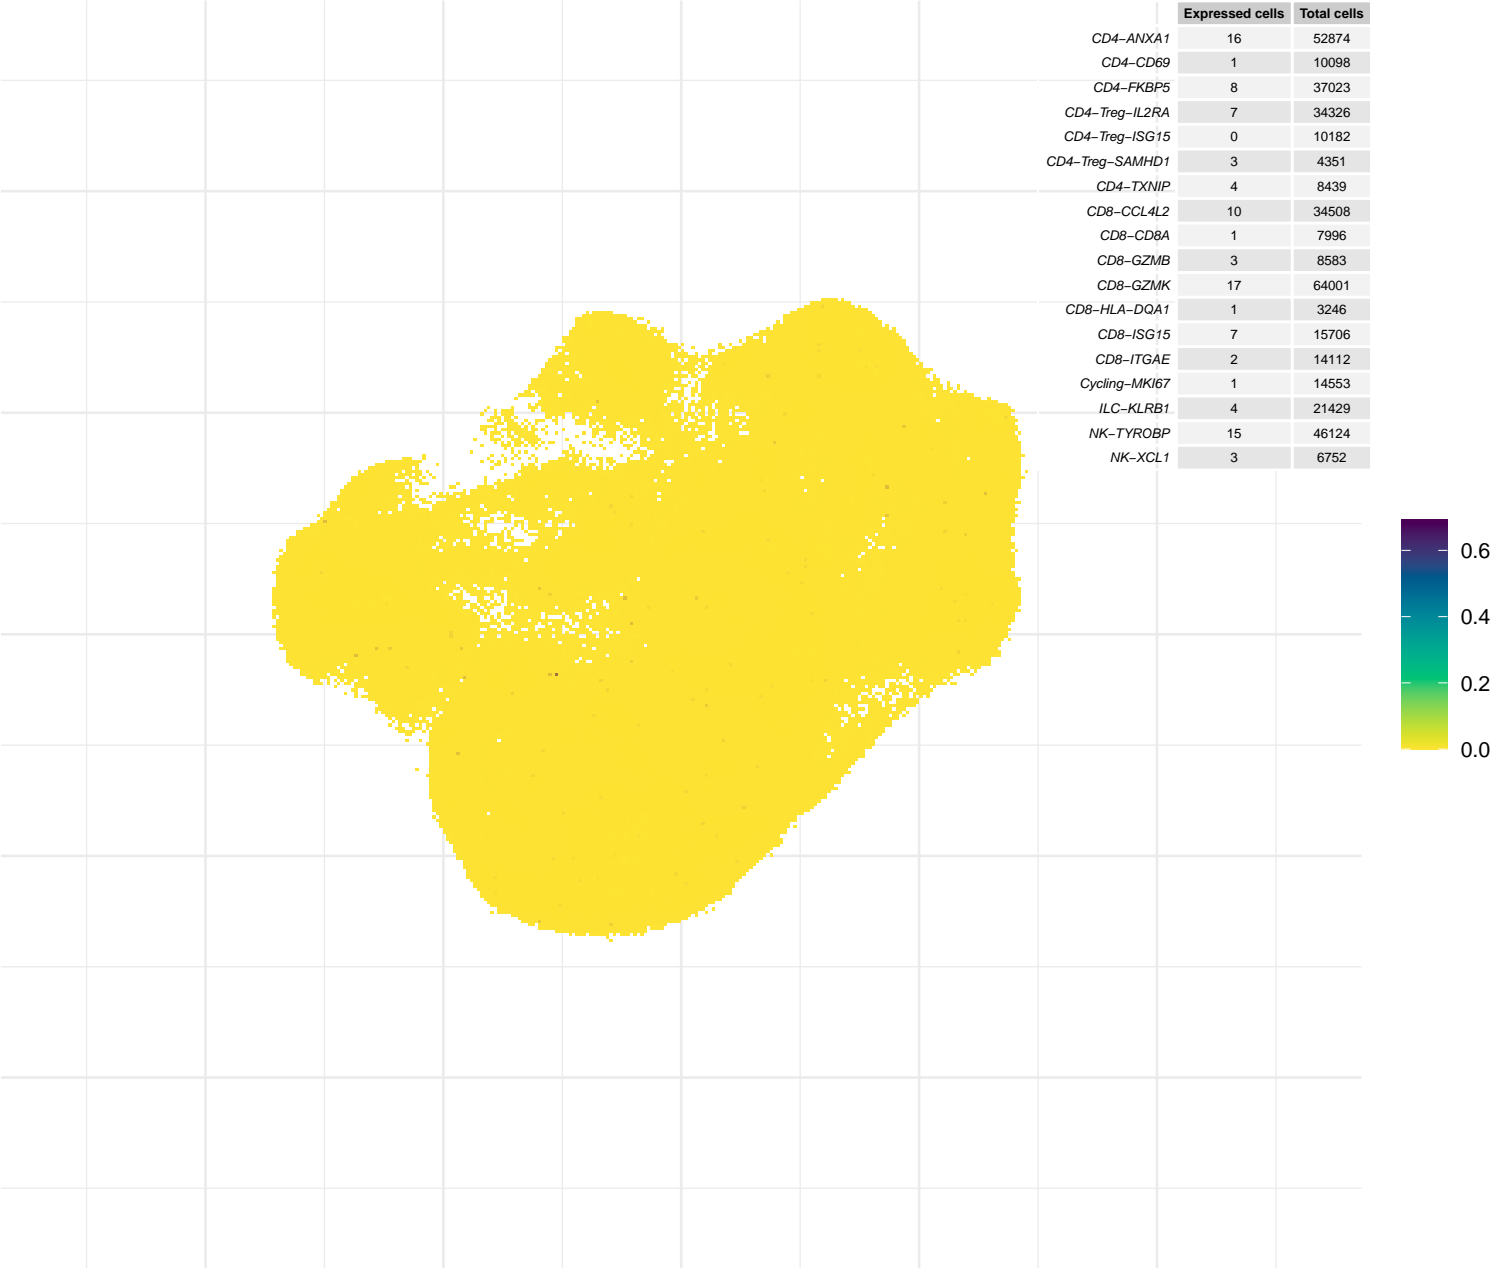 Expressed cells Total cells
CD4−ANXA1 16 52874
CD4−CD69 1 10098
CD4−FKBP5 8 37023
CD4−Treg−IL2RA 7 34326
CD4−Treg−ISG15 0 10182
CD4−Treg−SAMHD1 3 4351
CD4−TXNIP 4 8439
CD8−CCL4L2 10 34508
CD8−CD8A 1 7996
CD8−GZMB 3 8583
CD8−GZMK 17 64001
CD8−HLA−DQA1 1 3246
CD8−ISG15 7 15706
CD8−ITGAE 2 14112
Cycling−MKI67 1 14553
ILC−KLRB1 4 21429
NK−TYROBP 15 46124
NK−XCL1 3 6752
0.6
0.4
0.2
0.0